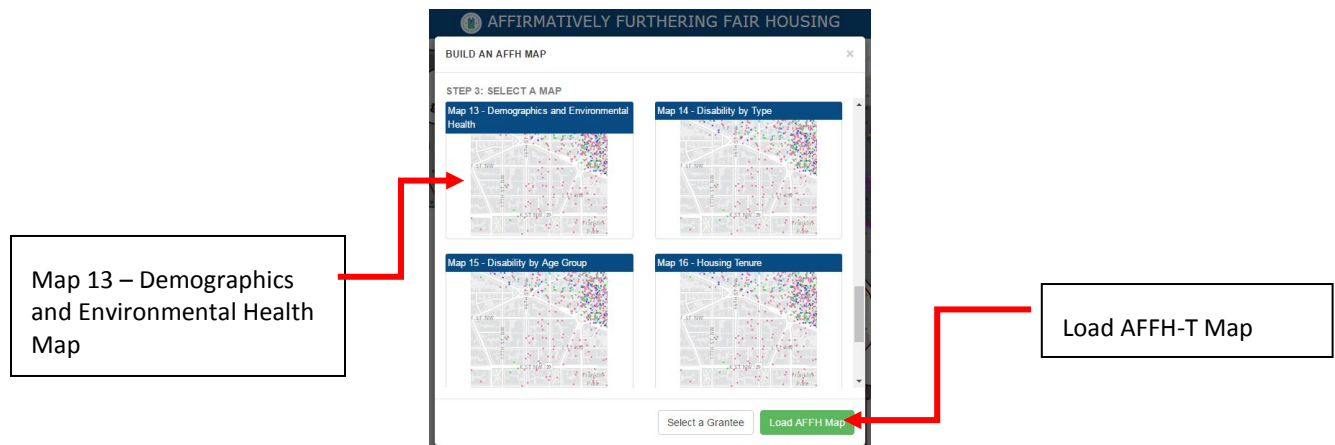 AFFIRMATIVELY FURTHERING FAIR HOUSING
BUILD AN AFFH MAP ×
STEP 3: SELECT A MAP
Map 13 - Demographics and Environmental
Health
Map 14 - Disability by Type
Map 15 - Disability by Age Group
Map 16 - Housing Tenure
Select a Grantee
Load AFFH Map
Map 13 – Demographics
and Environmental Health
Map
Load AFFH-T Map